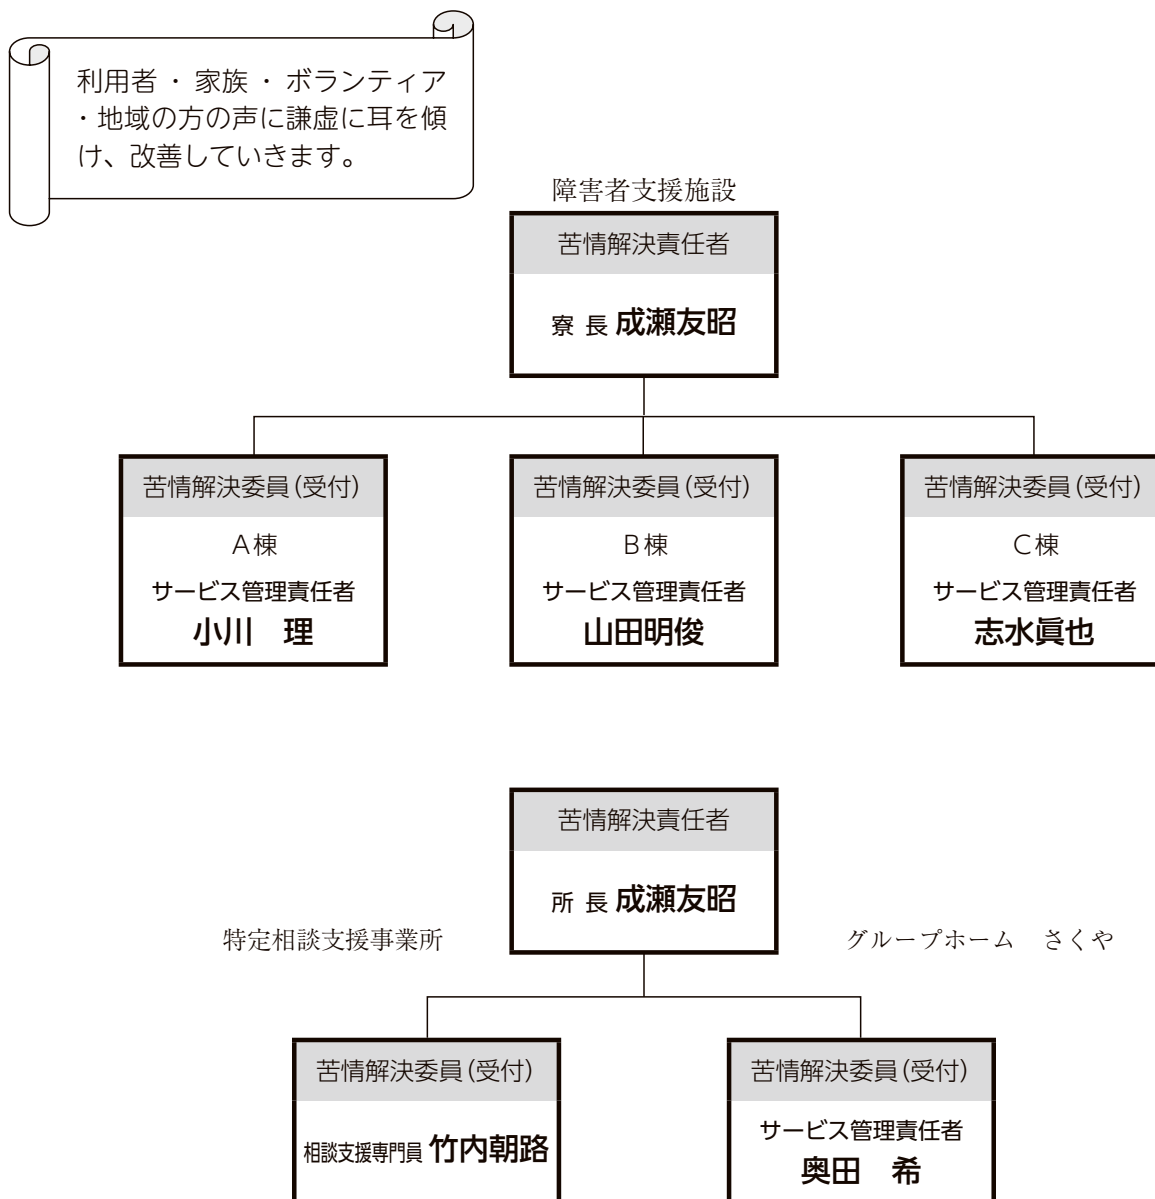 利用者・家族・ボランティア
・地域の方の声に謙虚に耳を傾
け、改善していきます。
障害者支援施設
苦情解決責任者
寮長 成瀬友昭
苦情解決委員(受付)
A棟
サービス管理責任者
小川　理
苦情解決委員(受付)
B棟
サービス管理責任者
山田明俊
苦情解決委員(受付)
C棟
サービス管理責任者
志水眞也
苦情解決責任者
所長 成瀬友昭
特定相談支援事業所
グループホーム　さくや
苦情解決委員(受付)
相談支援専門員 竹内朝路
苦情解決委員(受付)
サービス管理責任者
奥田　希